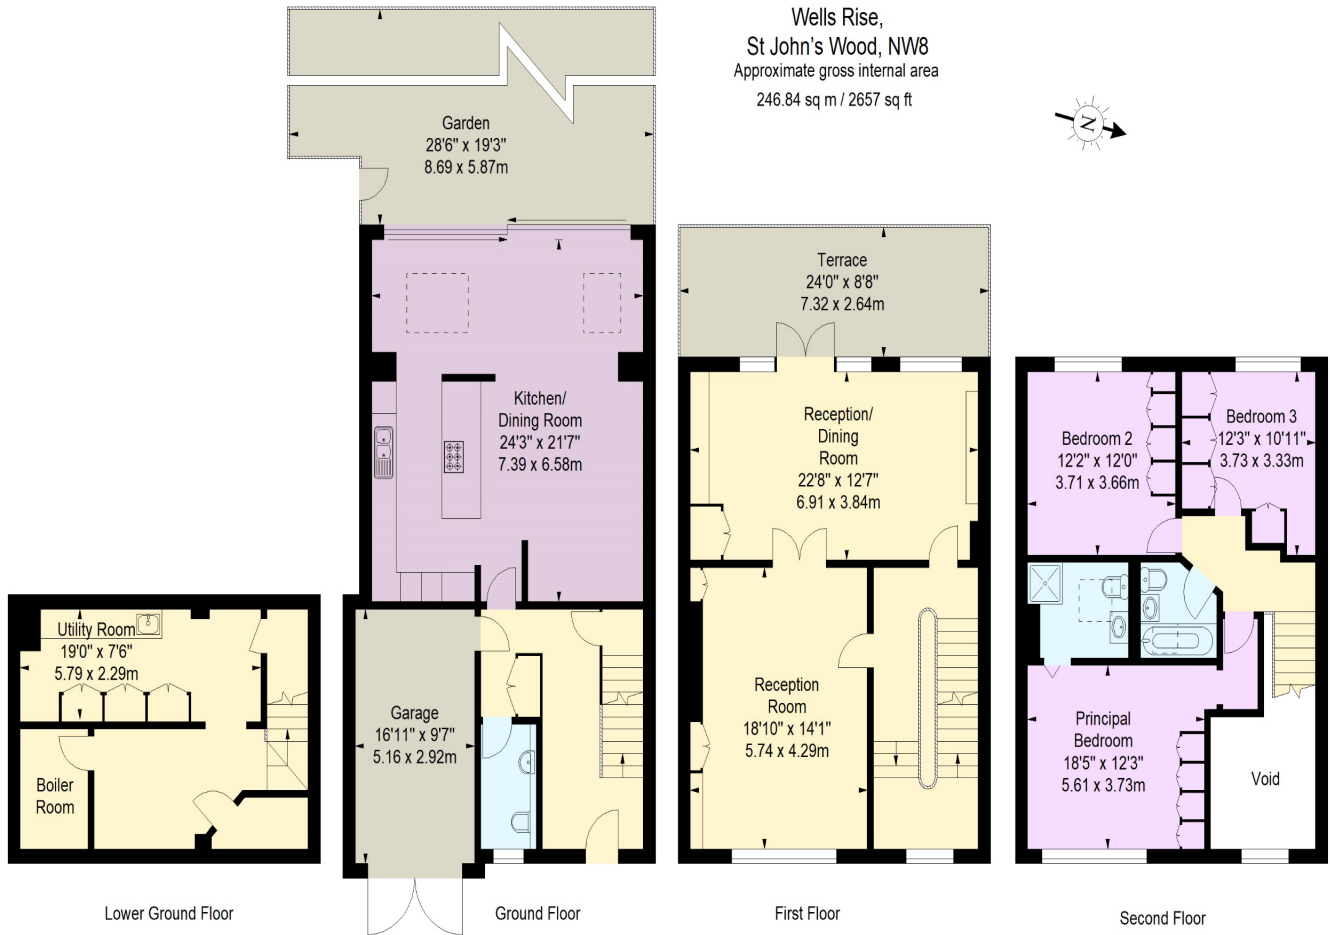 Wells Rise,
St John's Wood, NW8
Approximate gross internal area
246.84 sq m / 2657 sq ft
N
Garden
28'6" x 19'3"
8.69 x 5.87m
Kitchen/
Dining Room
24'3" x 21'7"
7.39 x 6.58m
Terrace
24'0" x 8'8"
7.32 x 2.64m
Reception/
Dining
Room
22'8" x 12'7"
6.91 x 3.84m
Bedroom 2
12'2" x 12'0"
3.71 x 3.66m
Bedroom 3
12'3" x 10'11"
3.73 x 3.33m
Utility Room
19'0" x 7'6"
5.79 x 2.29m
Boiler
Room
Garage
16'11" x 9'7"
5.16 x 2.92m
Reception
Room
18'10" x 14'1"
5.74 x 4.29m
Principal
Bedroom
18'5" x 12'3"
5.61 x 3.73m
Void
Lower Ground Floor
Ground Floor
First Floor
Second Floor